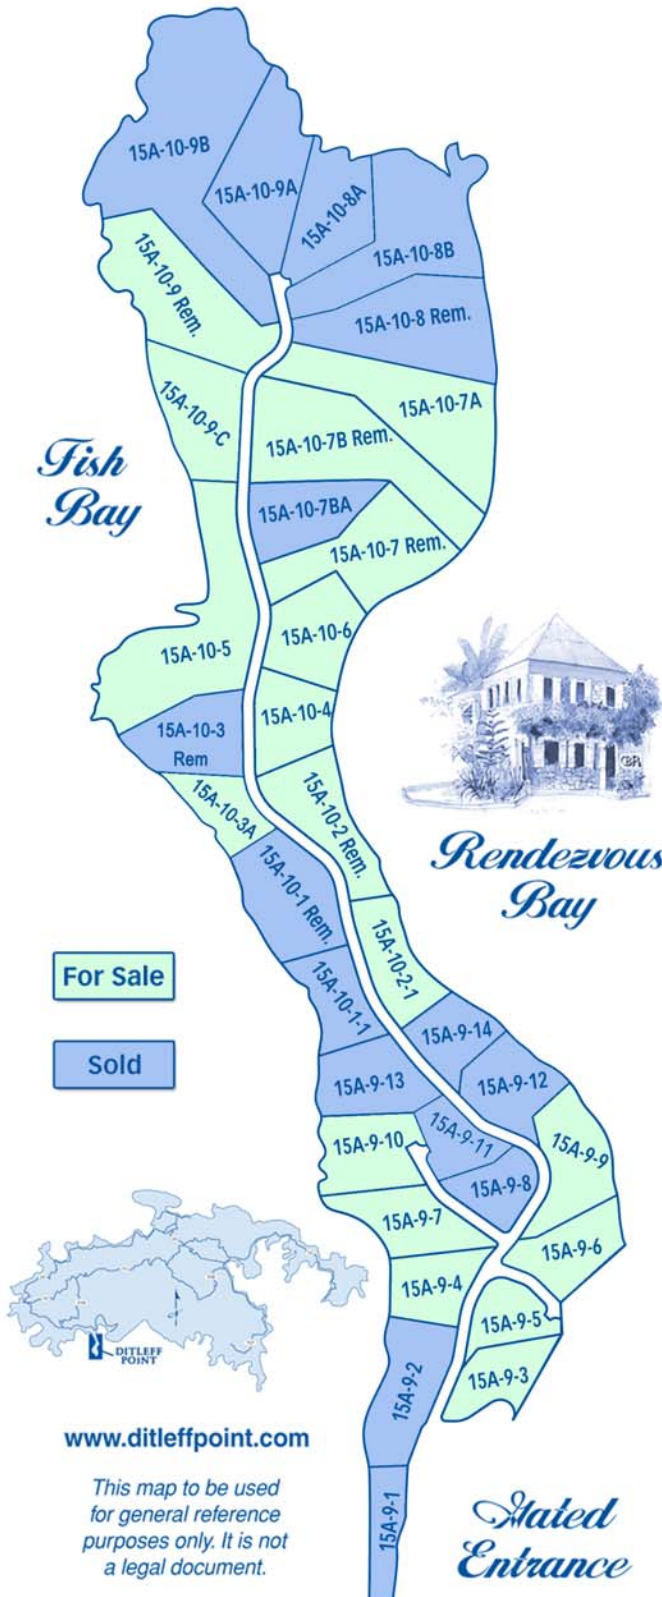 15A-10-9B
15A-10-9A
15A-10-8A
15A-10-8B
15A-10-9 Rem.
15A-10-8 Rem.
15A-10-9-C
15A-10-7A
15A-10-7B Rem.
Fish
Bay
15A-10-7BA
15A-10-7 Rem.
15A-10-6
15A-10-5
15A-10-4
15A-10-3
Rem
15A-10-3A
15A-10-2 Rem.
Rendezvous
Bay
15A-10-1 Rem.
15A-10-2-1
For Sale
15A-10-1-1
Sold
15A-9-14
15A-9-13
15A-9-12
15A-9-11
15A-9-10
15A-9-9
15A-9-8
15A-9-7
15A-9-6
15A-9-4
15A-9-5
DITLEFF
POINT
15A-9-3
15A-9-2
www.ditleffpoint.com
This map to be used
for general reference
purposes only. It is not
a legal document.
15A-9-1
Gated
Entrance